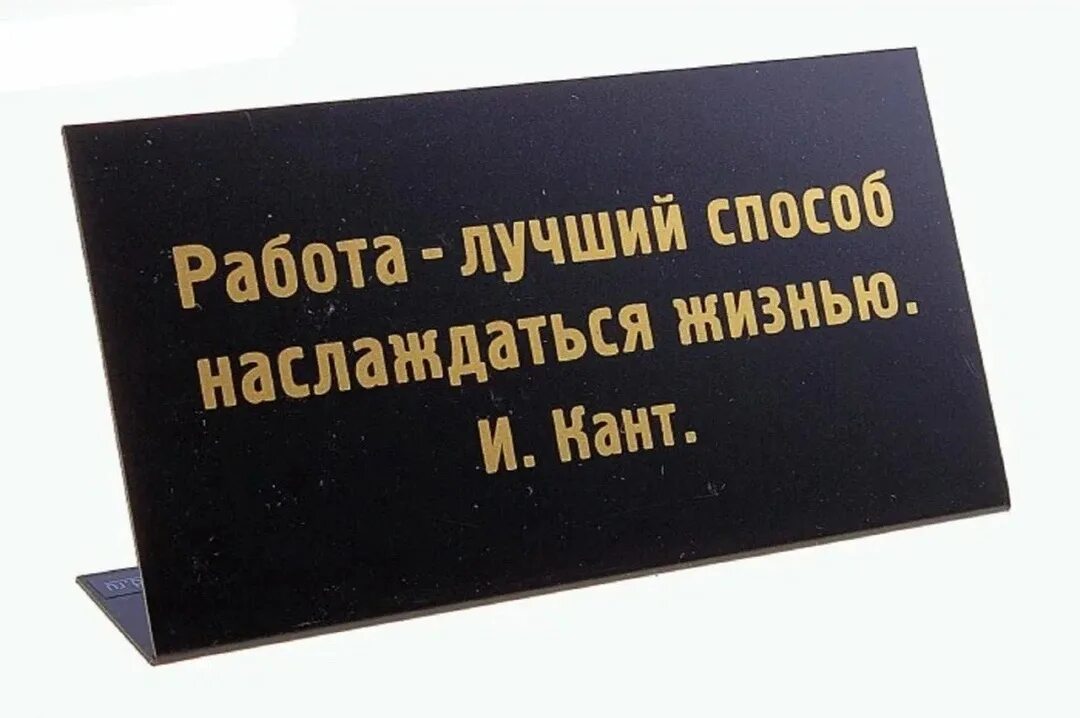 Работа - лучший способ
наслаждаться жизнью.
И. Кант.